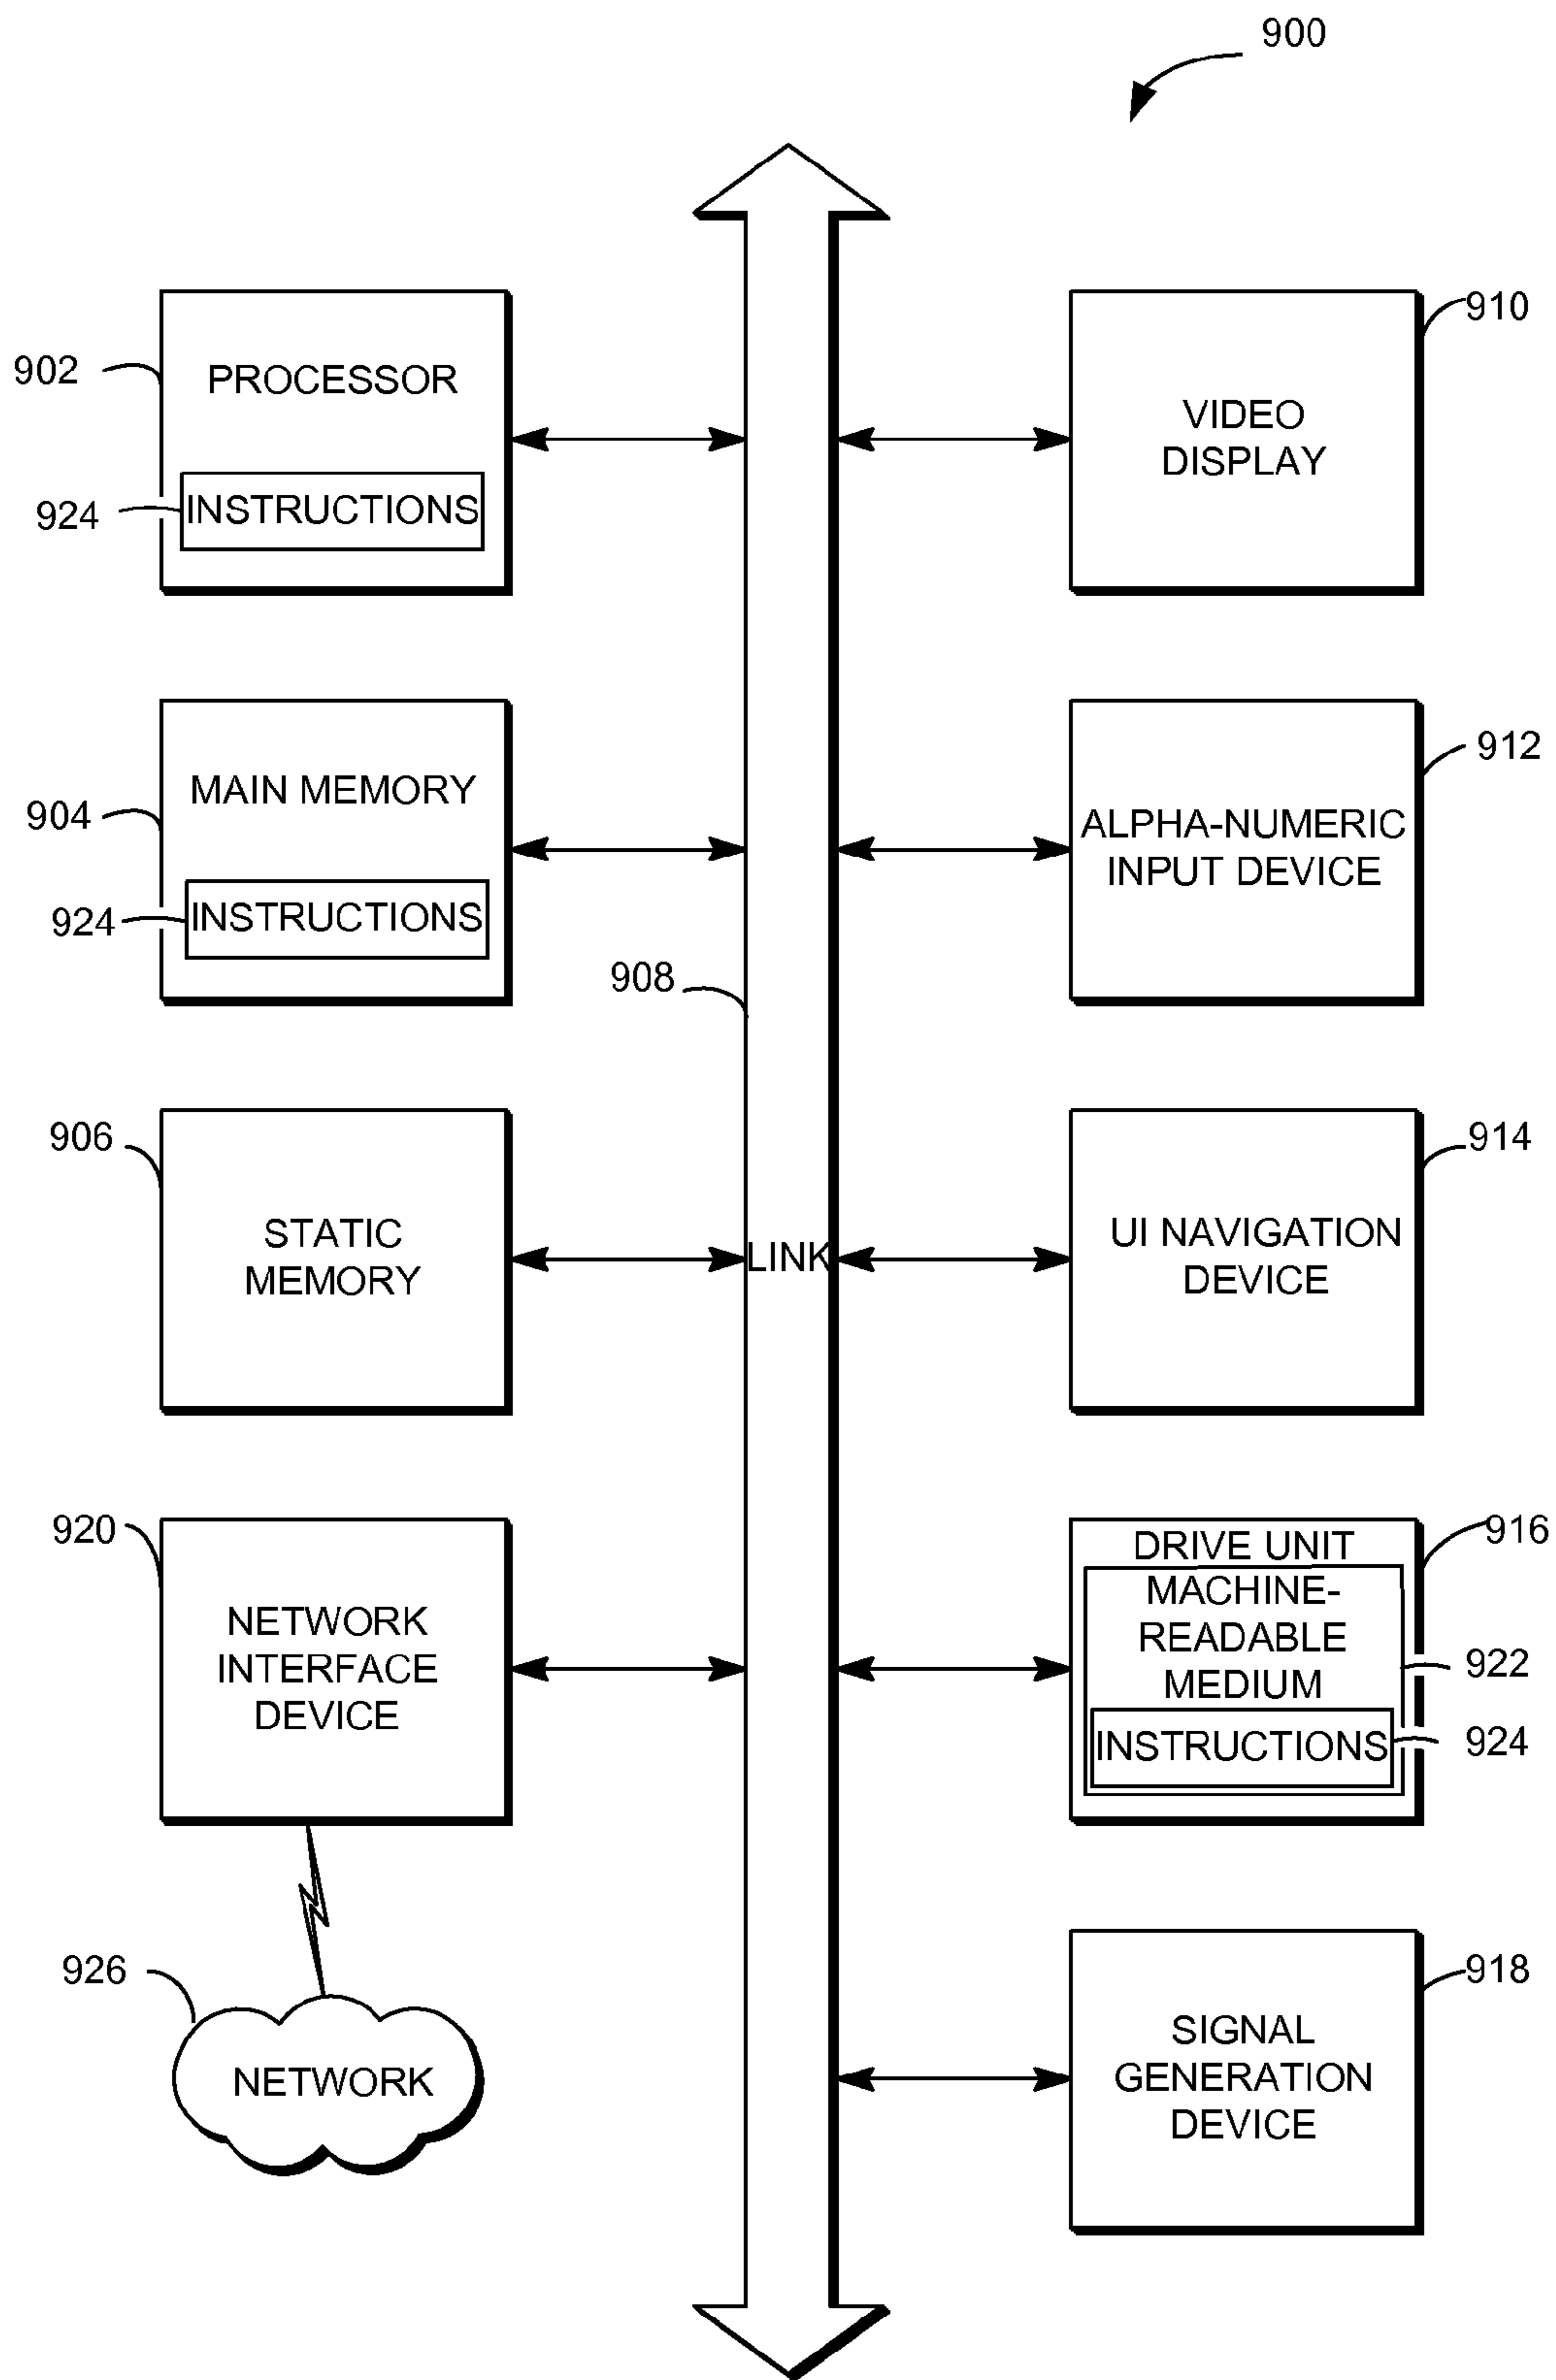 900
902
PROCESSOR
924
INSTRUCTIONS
910
VIDEO
DISPLAY
904
MAIN MEMORY
924
INSTRUCTIONS
912
ALPHA-NUMERIC
INPUT DEVICE
908
LINK
906
STATIC
MEMORY
914
UI NAVIGATION
DEVICE
920
NETWORK
INTERFACE
DEVICE
916
DRIVE UNIT
MACHINE-
READABLE
MEDIUM
922
INSTRUCTIONS
924
926
NETWORK
918
SIGNAL
GENERATION
DEVICE